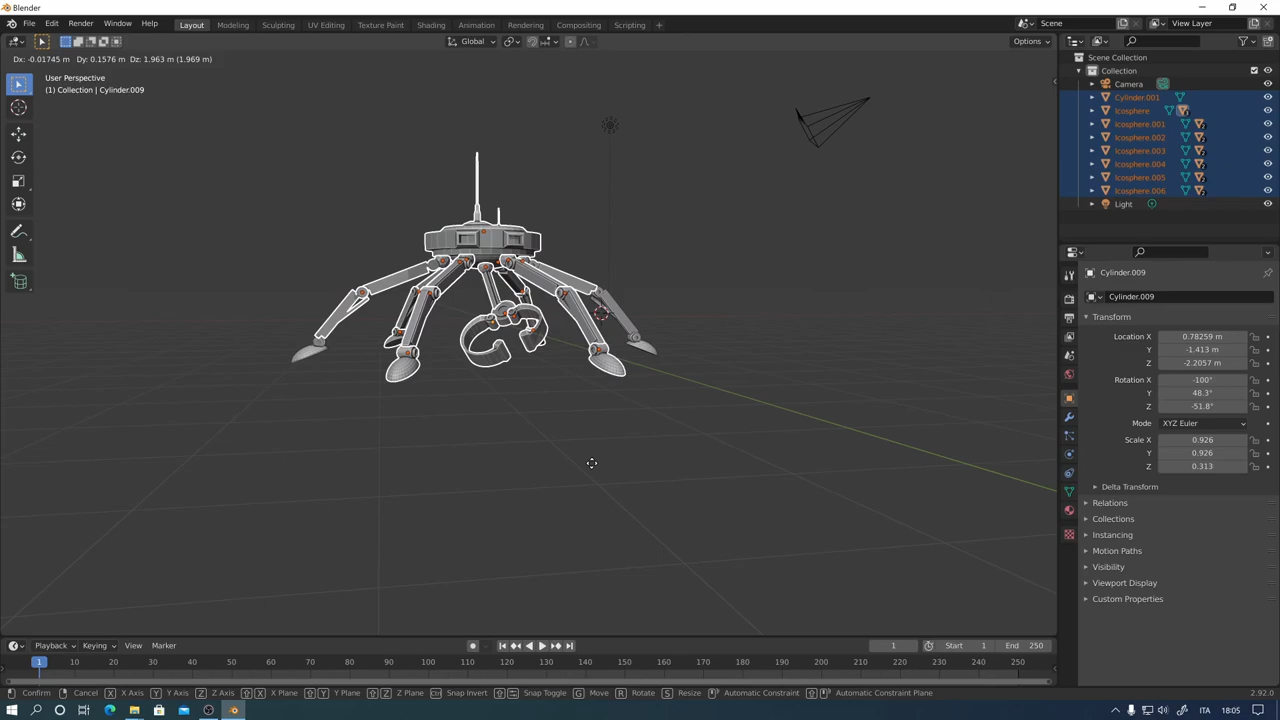 Blender
File Edit Render Window Help Layout Modeling Sculpting UV Editing Texture Paint Shading Animation Rendering Compositing Scripting + Scene View Layer
Global Options
Dx: -0.01745 m Dy: 0.1576 m Dz: 1.963 m (1.969 m)
User Perspective
(1) Collection | Cylinder.009
Scene Collection
Collection
Camera
Cylinder.001
Icosphere
Icosphere.001
Icosphere.002
Icosphere.003
Icosphere.004
Icosphere.005
Icosphere.006
Light
Cylinder.009
Cylinder.009
Transform
Location X 0.78259 m
Y -1.413 m
Z -2.2057 m
Rotation X -100°
Y 48.3°
Z -51.8°
Mode XYZ Euler
Scale X 0.926
Y 0.926
Z 0.313
Delta Transform
Relations
Collections
Instancing
Motion Paths
Visibility
Viewport Display
Custom Properties
Playback Keying View Marker 1 Start 1 End 250
1 10 20 30 40 50 60 70 80 90 100 110 120 130 140 150 160 170 180 190 200 210 220 230 240 250
Confirm Cancel X X Axis Y Y Axis Z Z Axis X X Plane Y Y Plane Z Z Plane Ctrl Snap Invert Snap Toggle G Move R Rotate S Resize Automatic Constraint Automatic Constraint Plane 2.92.0
ITA 18:05